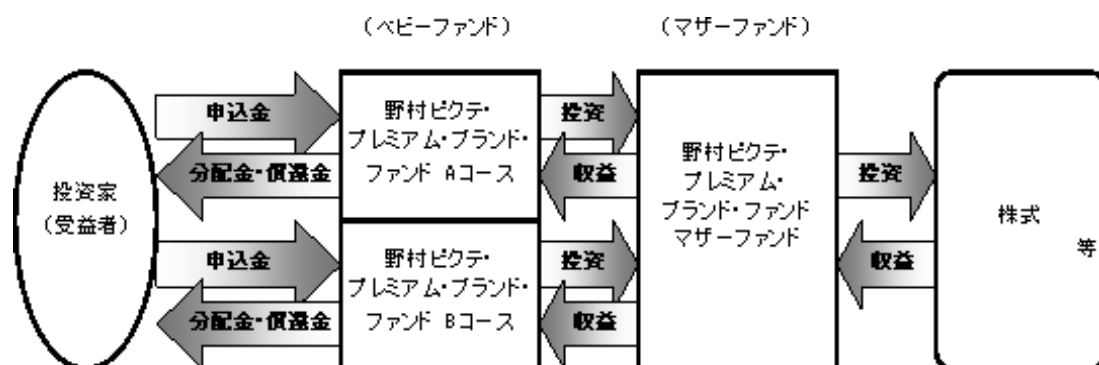 （ベビーファンド）
（マザーファンド）
投資家
（受益者）
申込金
分配金・償還金
申込金
分配金・償還金
野村ピクテ・
プレミアム・ブランド・
ファンド Aコース
野村ピクテ・
プレミアム・ブランド・
ファンド Bコース
投資
収益
投資
収益
野村ピクテ・
プレミアム・
ブランド・ファンド
マザーファンド
投資
収益
株式
等